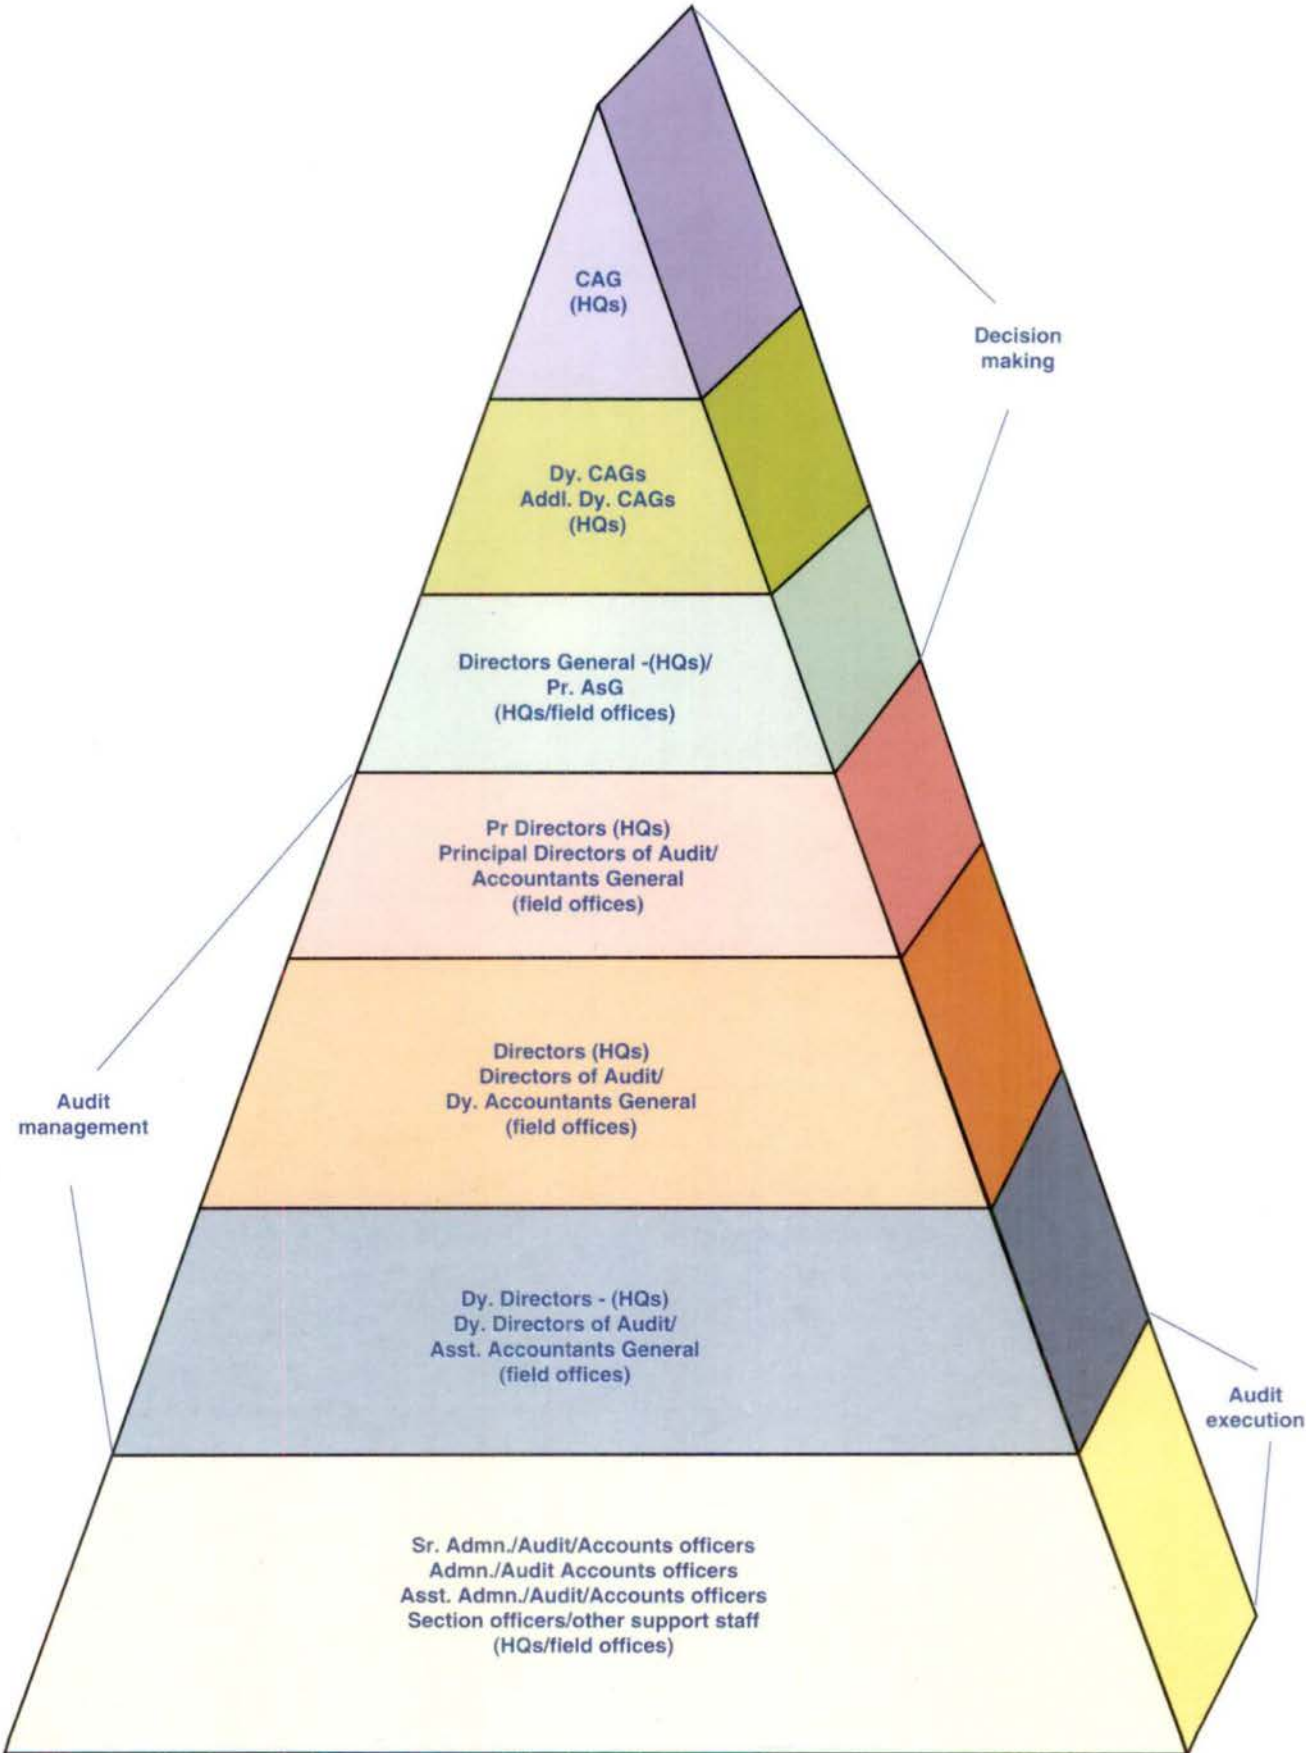 CAG
(HQs)
Decision
making
Dy. CAGs
Addl. Dy. CAGs
(HQs)
Directors General -(HQs)/
Pr. AsG
(HQs/field offices)
Pr Directors (HQs)
Principal Directors of Audit/
Accountants General
(field offices)
Directors (HQs)
Directors of Audit/
Dy. Accountants General
(field offices)
Audit
management
Dy. Directors - (HQs)
Dy. Directors of Audit/
Asst. Accountants General
(field offices)
Audit
execution
Sr. Admn./Audit/Accounts officers
Admn./Audit Accounts officers
Asst. Admn./Audit/Accounts officers
Section officers/other support staff
(HQs/field offices)